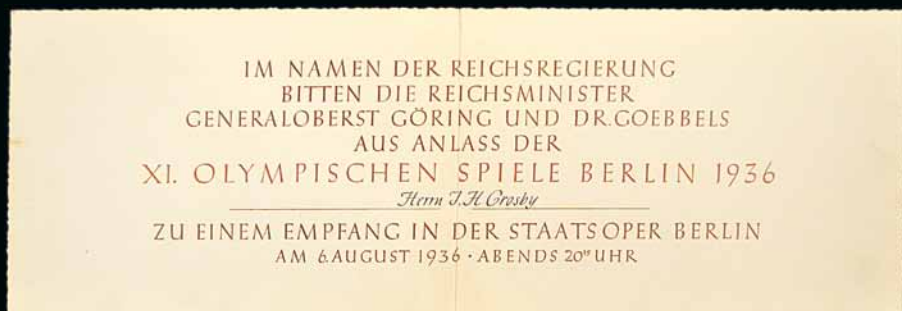 IM NAMEN DER REICHSREGIERUNG
BITTEN DIE REICHSMINISTER
GENERALOBERST GÖRING UND DR.GOEBBELS
AUS ANLASS DER
XI. OLYMPISCHEN SPIELE BERLIN 1936
Herrn J.H. Crosby
ZU EINEM EMPFANG IN DER STAATSOPER BERLIN
AM 6.AUGUST 1936 · ABENDS 20⁰⁰ UHR